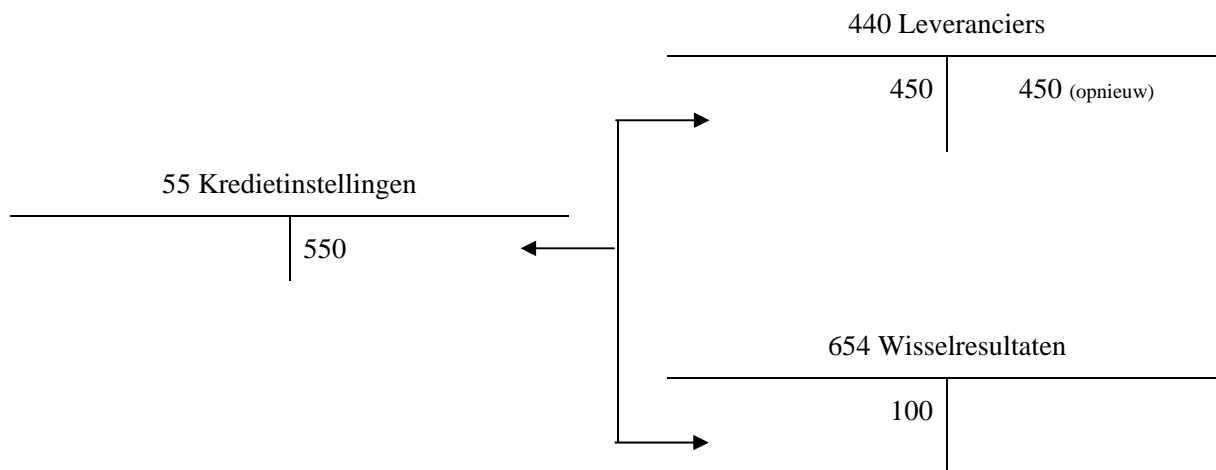 440 Leveranciers
450 450 (opnieuw)
55 Kredietinstellingen
550
654 Wisselresultaten
100